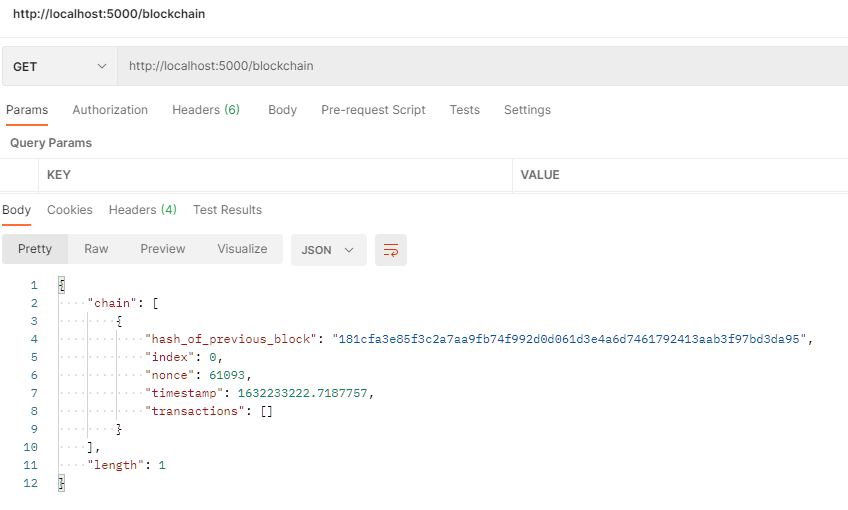 http://localhost:5000/blockchain
GET http://localhost:5000/blockchain
Params Authorization Headers (6) Body Pre-request Script Tests Settings
Query Params
KEY VALUE
Body Cookies Headers (4) Test Results
Pretty Raw Preview Visualize JSON
1 {
2 "chain": [
3 {
4 "hash_of_previous_block": "181cfa3e85f3c2a7aa9fb74f992d0d061d3e4a6d7461792413aab3f97bd3da95",
5 "index": 0,
6 "nonce": 61093,
7 "timestamp": 1632233222.7187757,
8 "transactions": []
9 }
10 ],
11 "length": 1
12 }